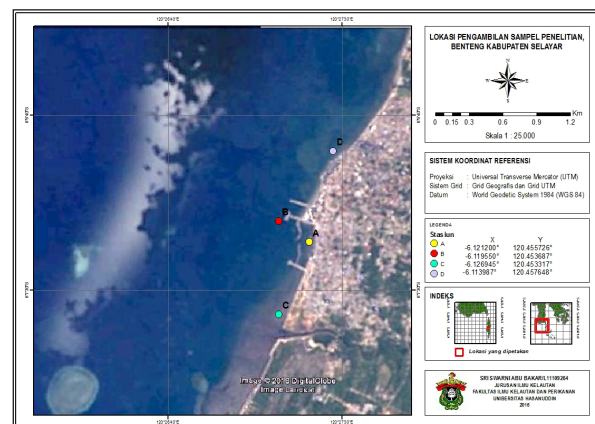 LOKASI PENGAMBILAN SAMPEL PENELITIAN,
BENTENG KABUPATEN SELAYAR
N
W E
S
Km
0 0.15 0.3 0.6 0.9 1.2
Skala 1 : 25.000
SISTEM KOORDINAT REFERENSI
Proyeksi : Universal Transverse Mercator (UTM)
Sistem Grid : Grid Geografis dan Grid UTM
Datum : World Geodetic System 1984 (WGS 84)
LEGENDA
Stasiun X Y
A -6.121200° 120.455726°
B -6.119550° 120.453687°
C -6.126945° 120.453317°
D -6.113987° 120.457648°
INDEKS
Lokasi yang dipetakan
SRI SWARNI ABU BAKAR/L11109264
JURUSAN ILMU KELAUTAN
FAKULTAS ILMU KELAUTAN DAN PERIKANAN
UNIVERSITAS HASANUDDIN
2016
D
B
A
C
Image © 2016 DigitalGlobe
Image Landsat